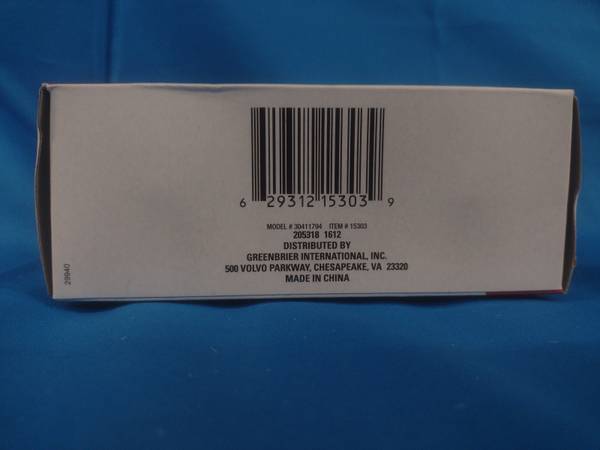 6 29312 15303 9
MODEL # 30411794 ITEM # 15303
205318 1612
DISTRIBUTED BY
GREENBRIER INTERNATIONAL, INC.
500 VOLVO PARKWAY, CHESAPEAKE, VA 23320
MADE IN CHINA
29940